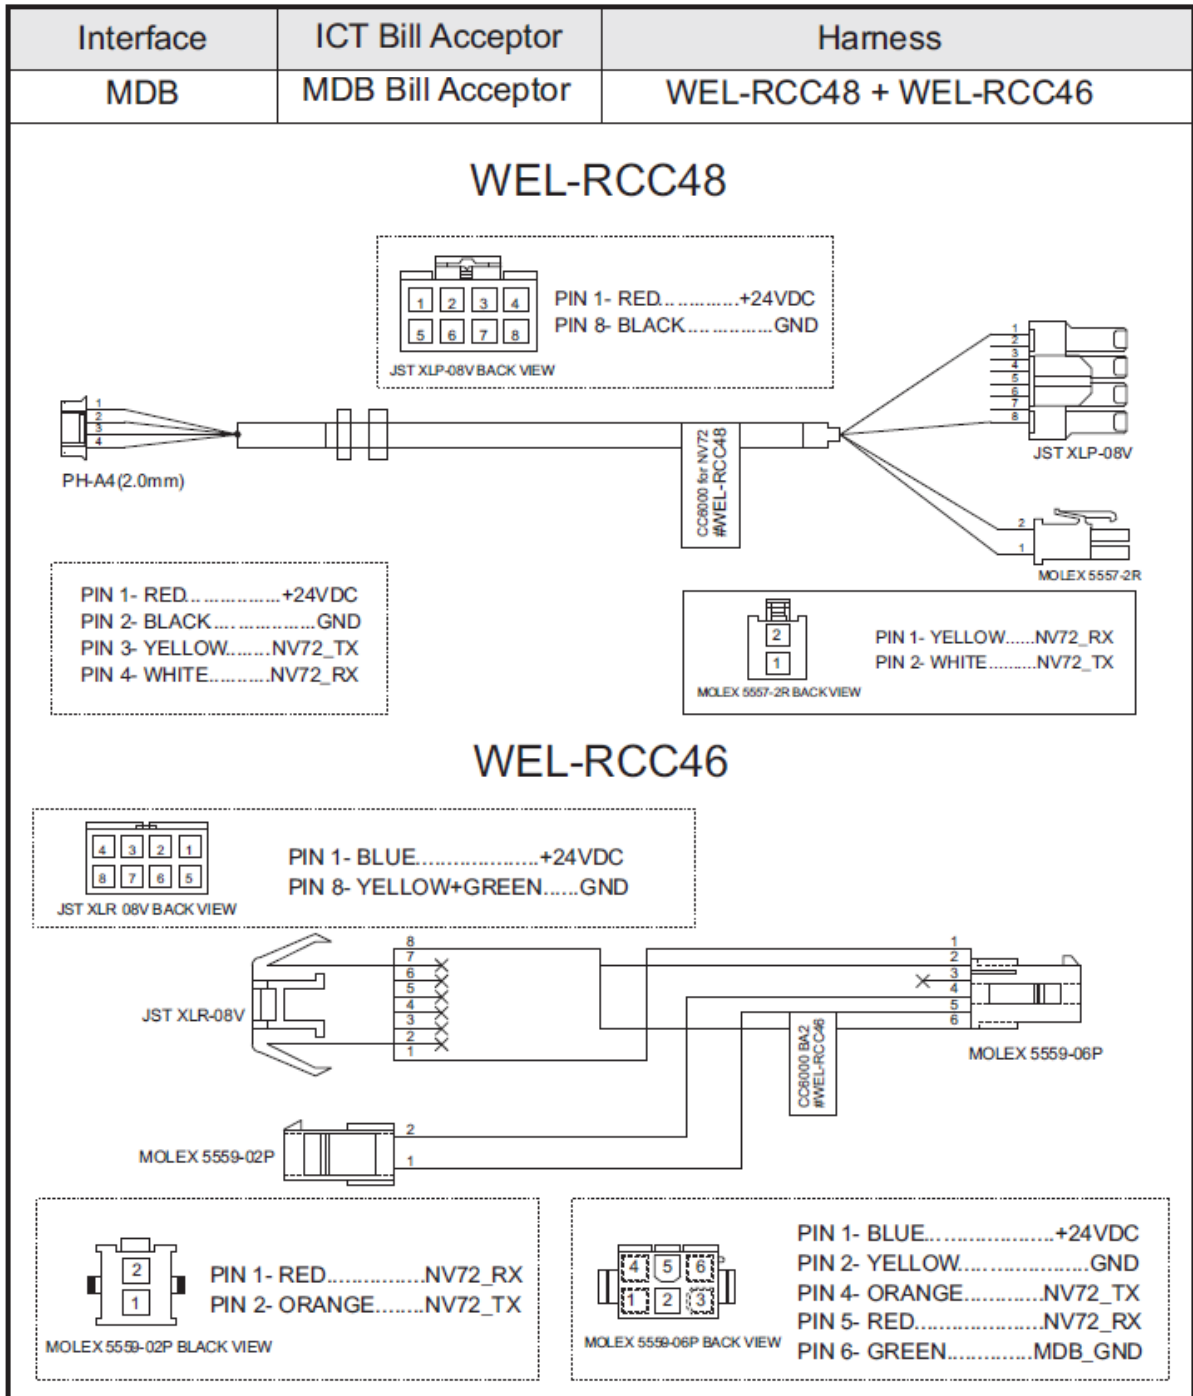 Interface ICT Bill Acceptor Harness
MDB MDB Bill Acceptor WEL-RCC48 + WEL-RCC46
WEL-RCC48
1 2 3 4
5 6 7 8
JST XLP-08V BACK VIEW
PIN 1- RED..............+24VDC
PIN 8- BLACK...............GND
1
2
3
4
PH-A4(2.0mm)
CC6000 for NV72
#WEL-RCC48
1
2
3
4
5
6
7
8
JST XLP-08V
2
1
MOLEX 5557-2R
PIN 1- RED.................+24VDC
PIN 2- BLACK..................GND
PIN 3- YELLOW........NV72_TX
PIN 4- WHITE...........NV72_RX
2
1
MOLEX 5557-2R BACK VIEW
PIN 1- YELLOW......NV72_RX
PIN 2- WHITE..........NV72_TX
WEL-RCC46
4 3 2 1
8 7 6 5
JST XLR 08V BACK VIEW
PIN 1- BLUE.....................+24VDC
PIN 8- YELLOW+GREEN......GND
JST XLR-08V
8
7
6
5
4
3
2
1
1
2
3
4
5
6
CC6000 BA2
#WEL-RCC46
MOLEX 5559-06P
MOLEX 5559-02P
2
1
2
1
MOLEX 5559-02P BLACK VIEW
PIN 1- RED................NV72_RX
PIN 2- ORANGE........NV72_TX
4 5 6
1 2 3
MOLEX 5559-06P BACK VIEW
PIN 1- BLUE.....................+24VDC
PIN 2- YELLOW......................GND
PIN 4- ORANGE.............NV72_TX
PIN 5- RED.....................NV72_RX
PIN 6- GREEN..............MDB_GND